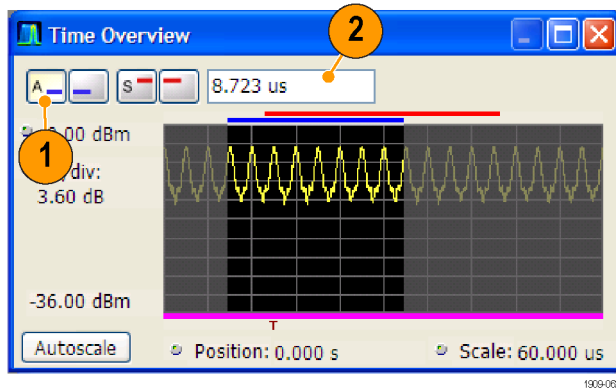 Time Overview
2
A
S
8.723 us
1
.00 dBm
div:
3.60 dB
-36.00 dBm
T
Autoscale
Position: 0.000 s
Scale: 60.000 us
1909-06